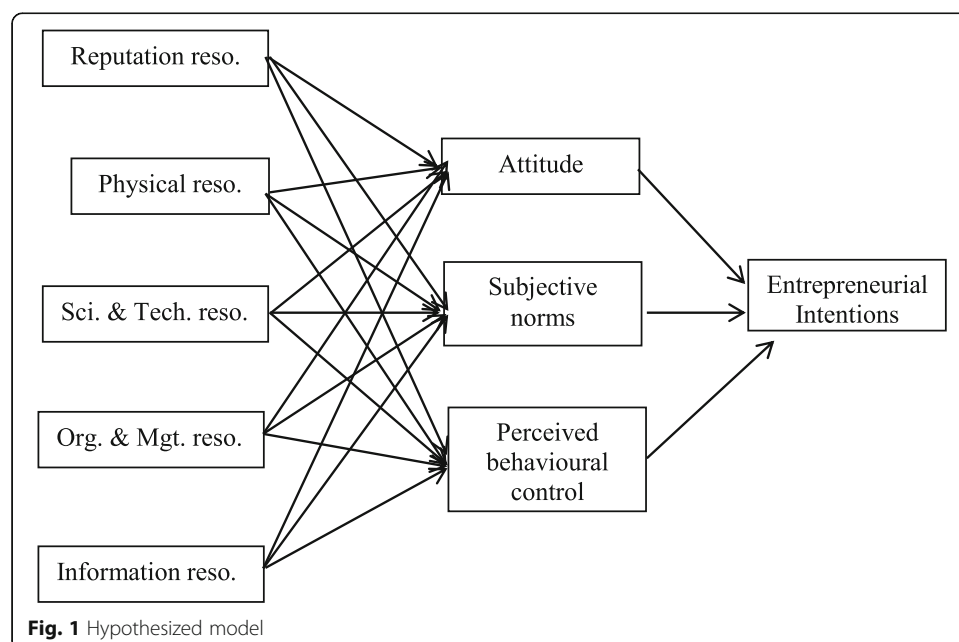 Reputation reso.
Physical reso.
Sci. & Tech. reso.
Org. & Mgt. reso.
Information reso.
Attitude
Subjective
norms
Perceived
behavioural
control
Entrepreneurial
Intentions
Fig. 1 Hypothesized model